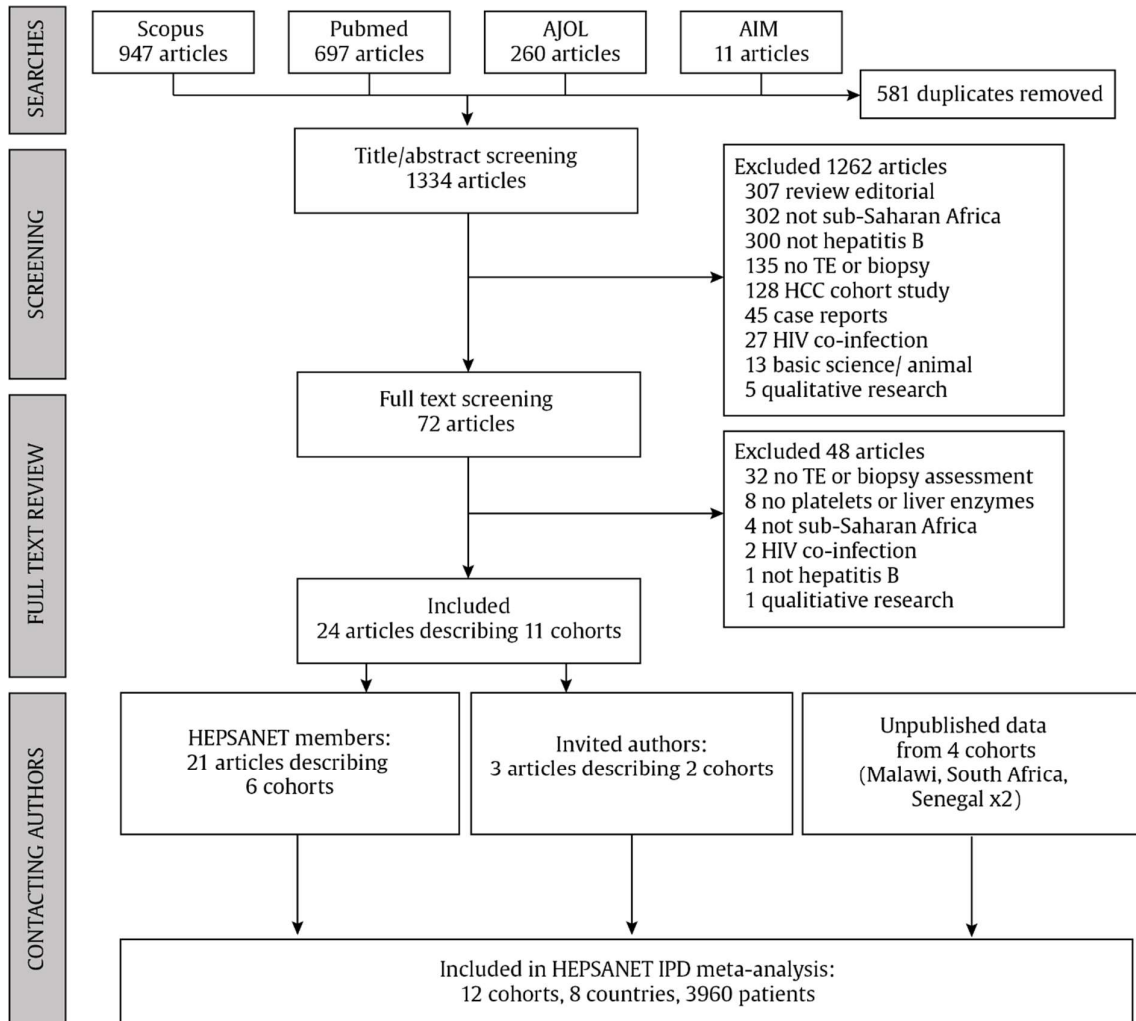 SEARCHES
Scopus
947 articles
Pubmed
697 articles
AJOL
260 articles
AIM
11 articles
581 duplicates removed
SCREENING
Title/abstract screening
1334 articles
Excluded 1262 articles
307 review editorial
302 not sub-Saharan Africa
300 not hepatitis B
135 no TE or biopsy
128 HCC cohort study
45 case reports
27 HIV co-infection
13 basic science/ animal
5 qualitative research
FULL TEXT REVIEW
Full text screening
72 articles
Excluded 48 articles
32 no TE or biopsy assessment
8 no platelets or liver enzymes
4 not sub-Saharan Africa
2 HIV co-infection
1 not hepatitis B
1 qualitiative research
Included
24 articles describing 11 cohorts
CONTACTING AUTHORS
HEPSANET members:
21 articles describing
6 cohorts
Invited authors:
3 articles describing 2 cohorts
Unpublished data
from 4 cohorts
(Malawi, South Africa,
Senegal x2)
Included in HEPSANET IPD meta-analysis:
12 cohorts, 8 countries, 3960 patients